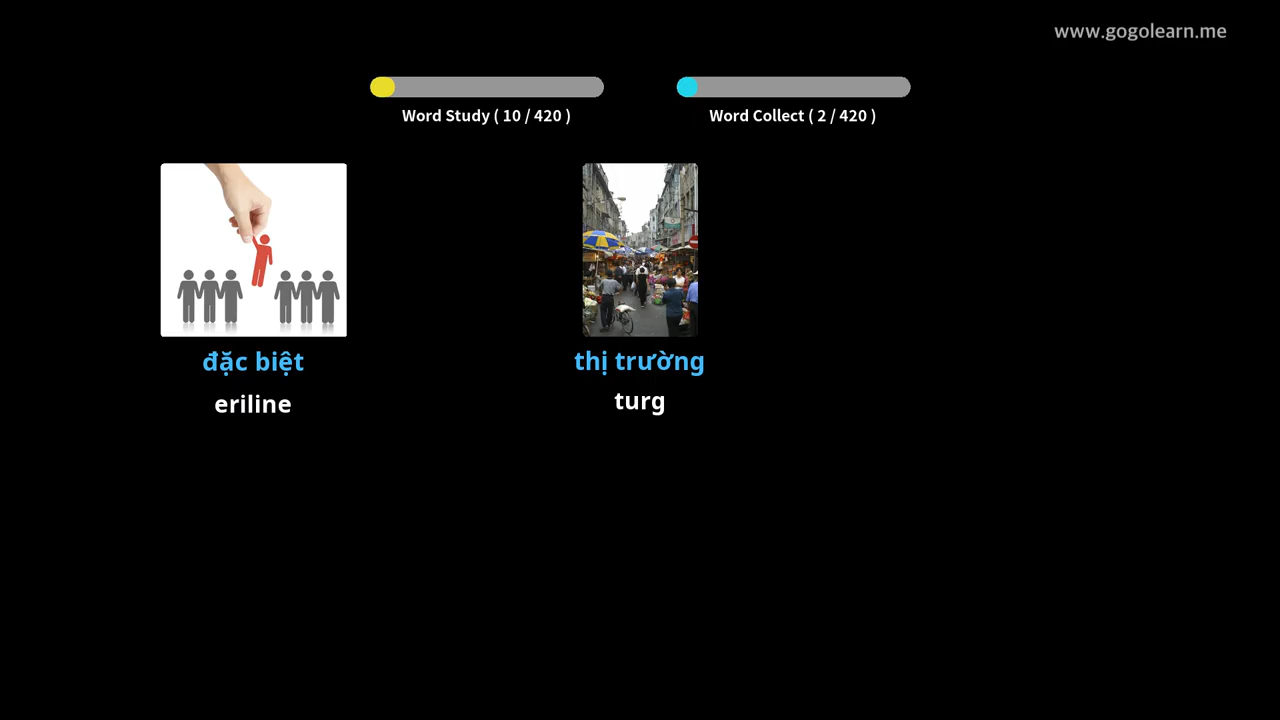 www.gogolearn.me
Word Study ( 10 / 420 )
Word Collect ( 2 / 420 )
đặc biệt
thị trường
eriline
turg